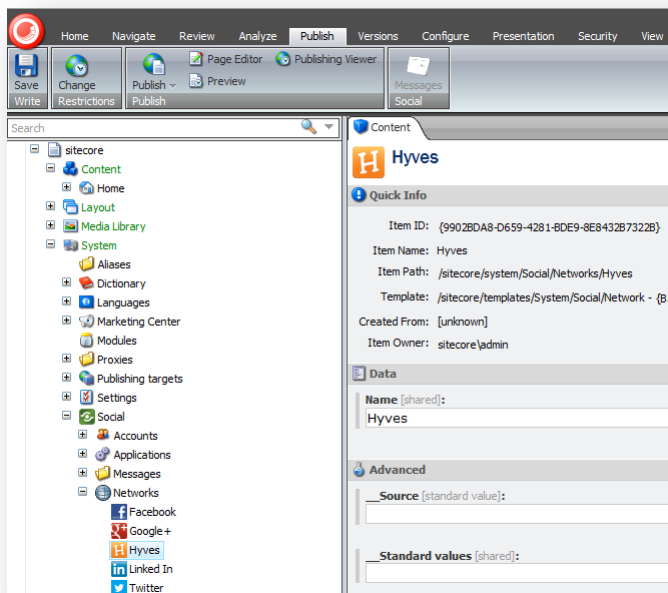 Home Navigate Review Analyze Publish Versions Configure Presentation Security View
Page Editor Publishing Viewer
Save Change Publish Preview Messages
Write Restrictions Publish Social
Search
Content
sitecore
Content
Home
Layout
Media Library
System
Aliases
Dictionary
Languages
Marketing Center
Modules
Proxies
Publishing targets
Settings
Social
Accounts
Applications
Messages
Networks
Facebook
Google+
Hyves
Linked In
Twitter
Hyves
Quick Info
Item ID: {9902BDA8-D659-4281-BDE9-8E8432B7322B}
Item Name: Hyves
Item Path: /sitecore/system/Social/Networks/Hyves
Template: /sitecore/templates/System/Social/Network - {B
Created From: [unknown]
Item Owner: sitecore\admin
Data
Name [shared]:
Hyves
Advanced
__Source [standard value]:
__Standard values [shared]: